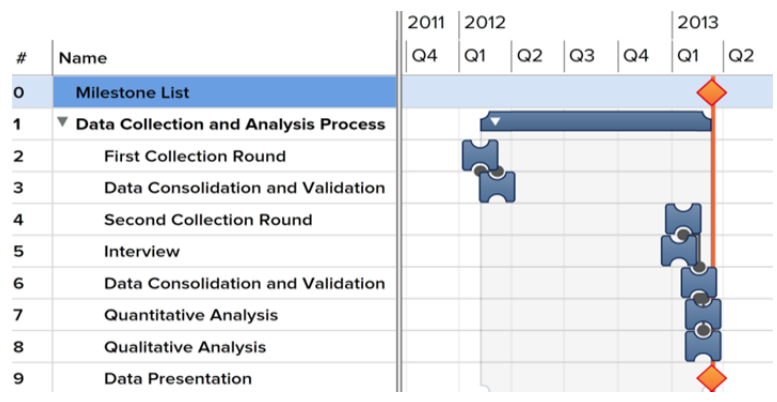 2011 2012 2013
# Name Q4 Q1 Q2 Q3 Q4 Q1 Q2
0 Milestone List
1 Data Collection and Analysis Process
2 First Collection Round
3 Data Consolidation and Validation
4 Second Collection Round
5 Interview
6 Data Consolidation and Validation
7 Quantitative Analysis
8 Qualitative Analysis
9 Data Presentation